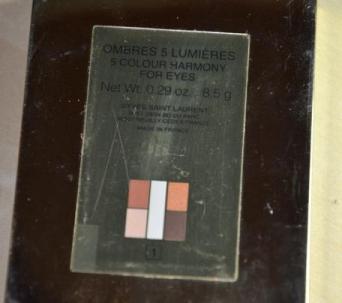 OMBRES 5 LUMIÈRES
5 COLOUR HARMONY
FOR EYES
Net Wt. 0.29 oz. 8.5 g
YVES SAINT LAURENT
MADE IN FRANCE
1